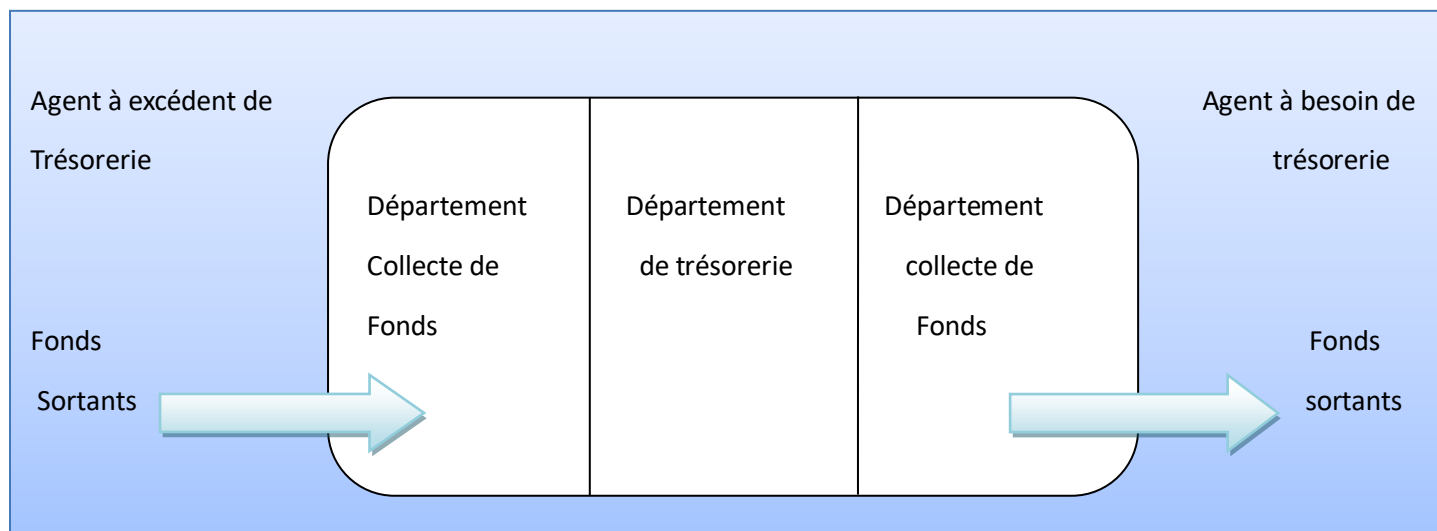 Agent à excédent de
Trésorerie
Fonds
Sortants
Département
Collecte de
Fonds
Département
de trésorerie
Département
collecte de
Fonds
Agent à besoin de
trésorerie
Fonds
sortants